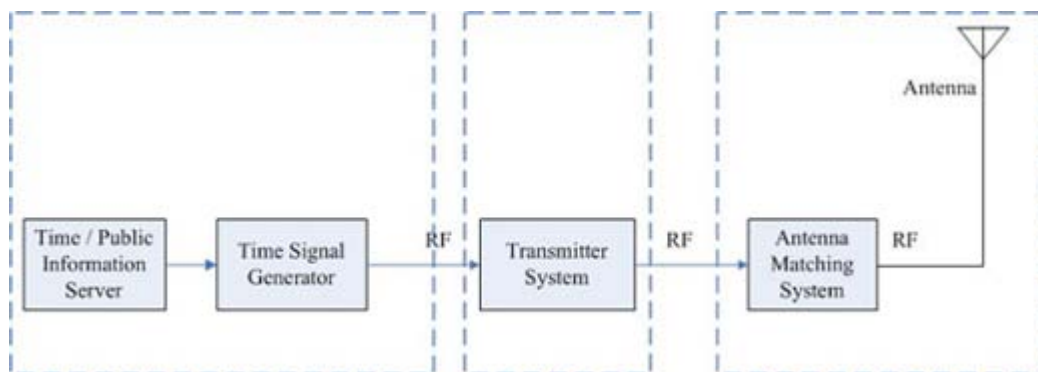 Antenna
Time / Public
Information
Server
Time Signal
Generator
RF
Transmitter
System
RF
Antenna
Matching
System
RF